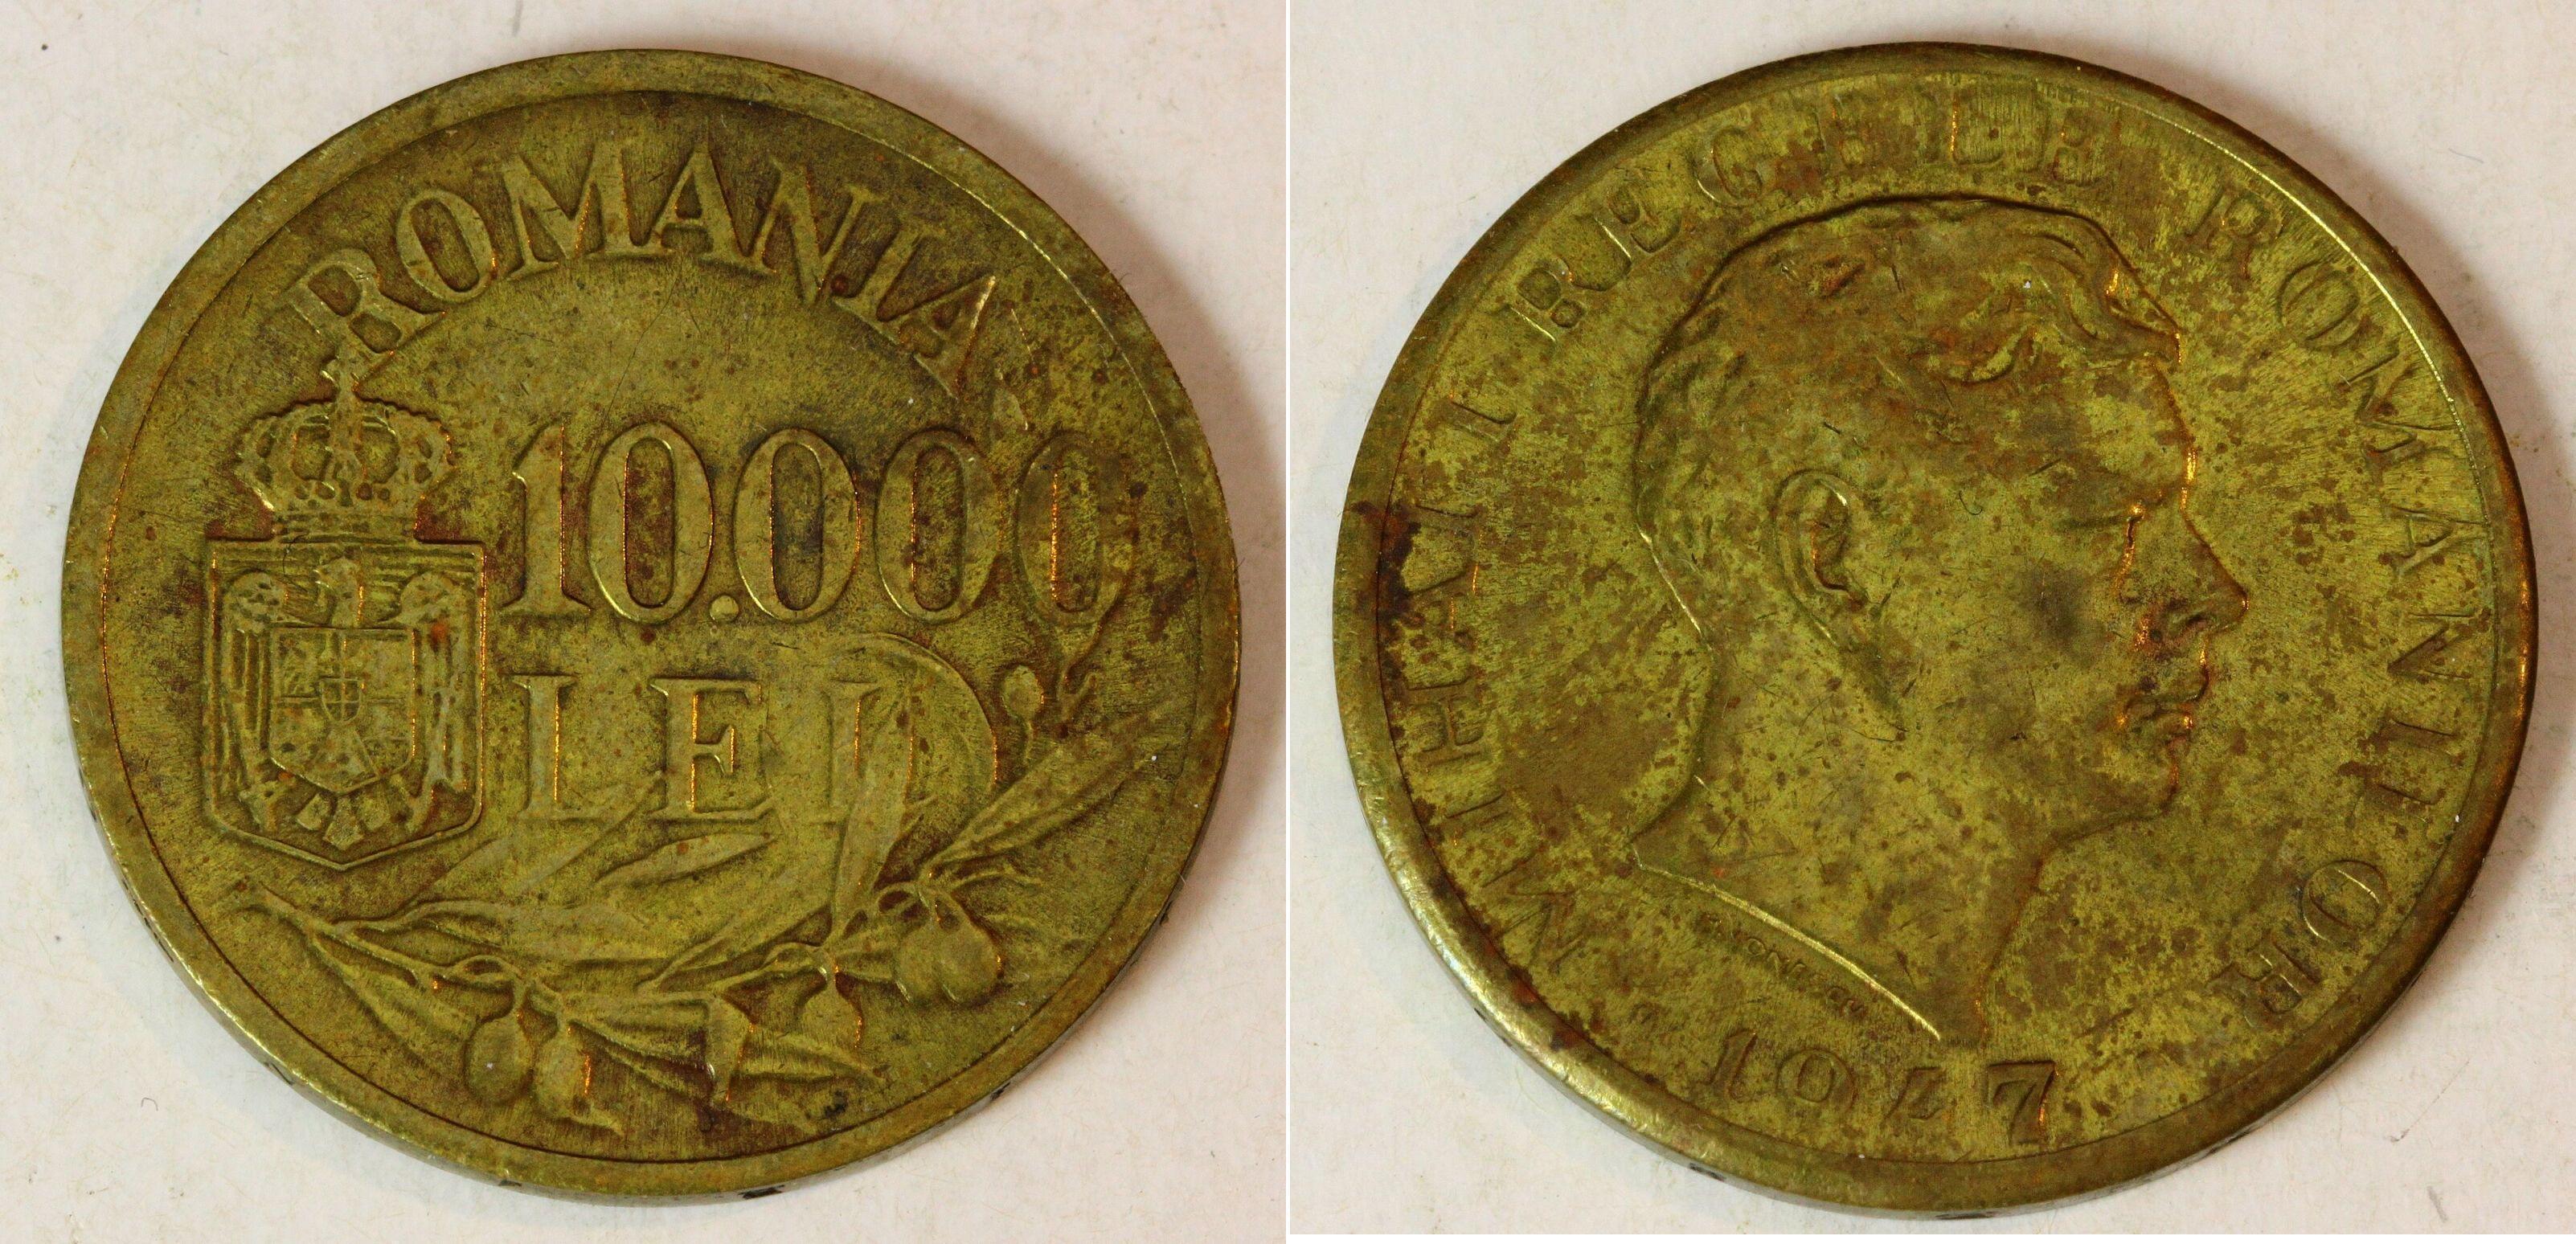 ROMANIA
10.000
LEI
MIHAI I REGELE ROMANILOR
1947